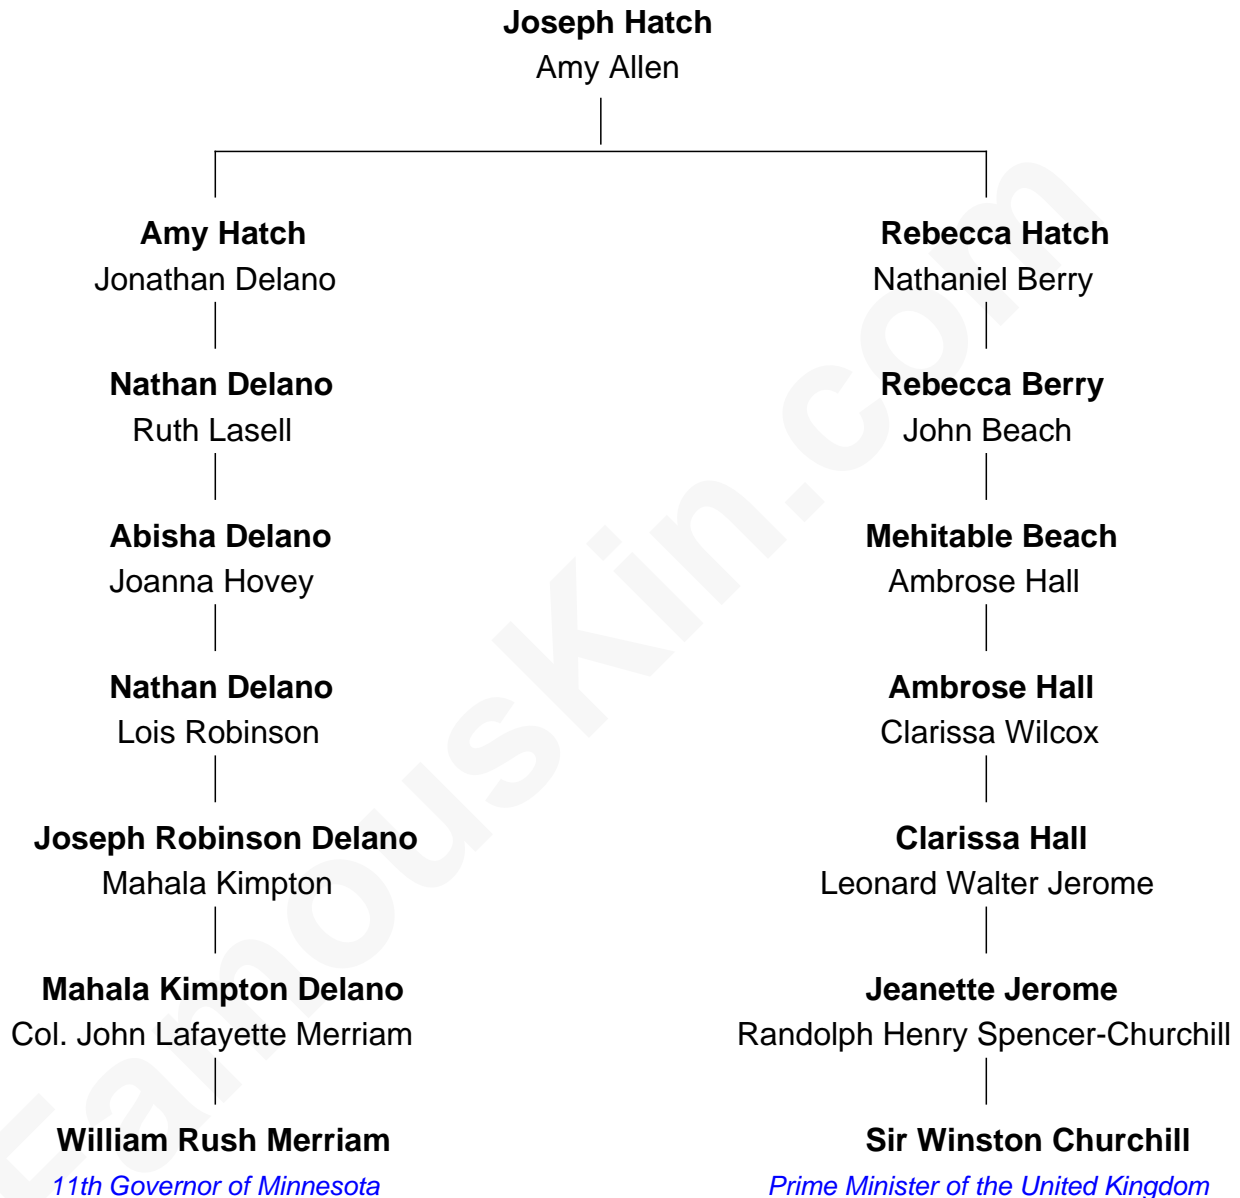 Joseph Hatch
Amy Allen
Amy Hatch
Jonathan Delano
Rebecca Hatch
Nathaniel Berry
Nathan Delano
Ruth Lasell
Rebecca Berry
John Beach
Abisha Delano
Joanna Hovey
Mehitable Beach
Ambrose Hall
Nathan Delano
Lois Robinson
Ambrose Hall
Clarissa Wilcox
Joseph Robinson Delano
Mahala Kimpton
Clarissa Hall
Leonard Walter Jerome
Mahala Kimpton Delano
Col. John Lafayette Merriam
Jeanette Jerome
Randolph Henry Spencer-Churchill
William Rush Merriam
11th Governor of Minnesota
Sir Winston Churchill
Prime Minister of the United Kingdom
FamousKin.com